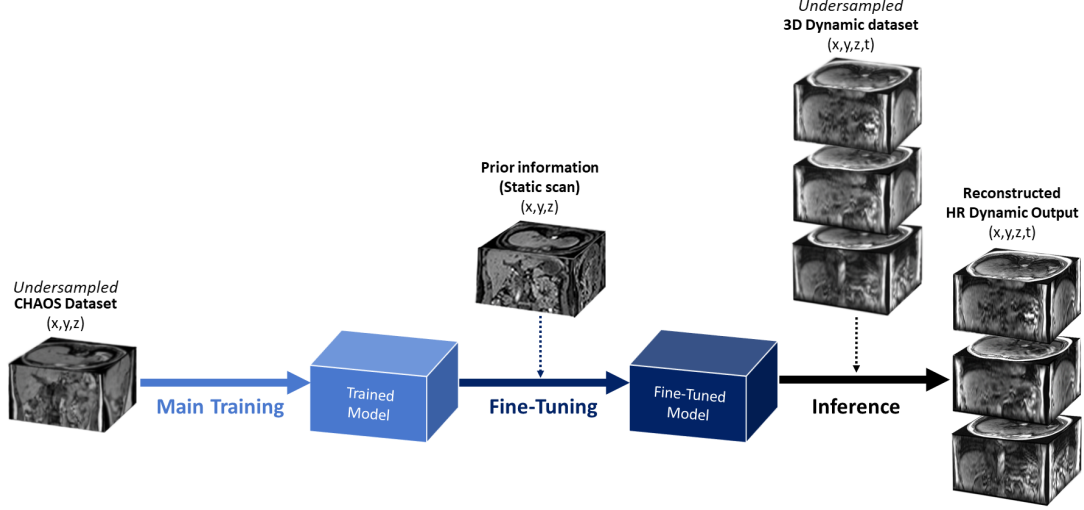 Undersampled
CHAOS Dataset
(x,y,z)
Main Training
Trained
Model
Prior information
(Static scan)
(x,y,z)
Fine-Tuning
Fine-Tuned
Model
Undersampled
3D Dynamic dataset
(x,y,z,t)
Inference
Reconstructed
HR Dynamic Output
(x,y,z,t)